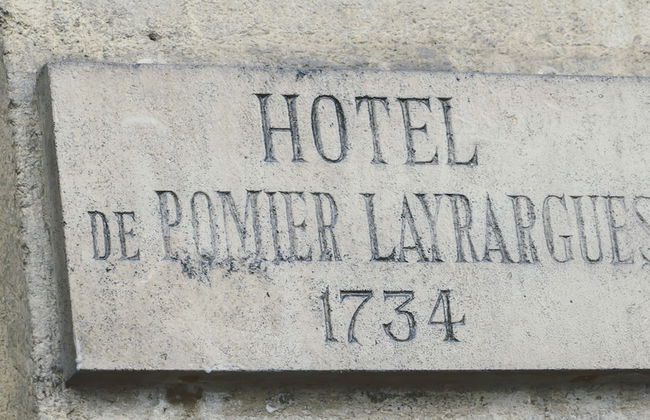 HOTEL
DE POMIER LAYRARGUES
1734